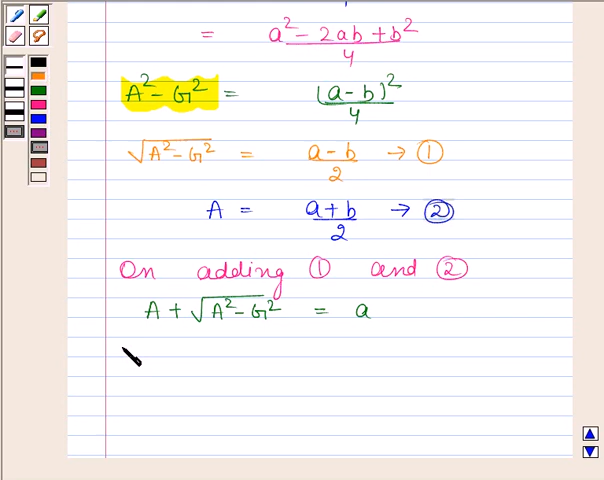 = a² - 2ab + b² / 4
A² - G² = (a - b)² / 4
√A² - G² = a - b / 2 → ①
A = a + b / 2 → ②
On adding ① and ②
A + √A² - G² = a